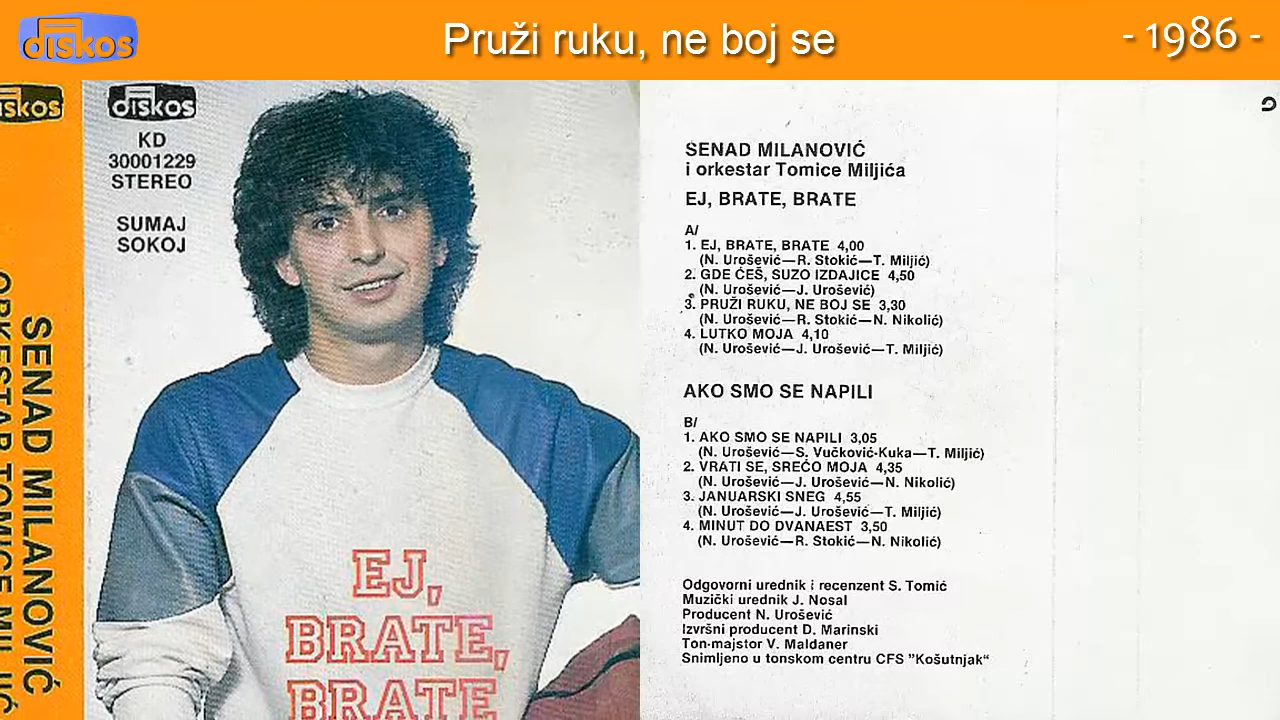 diskos
Pruži ruku, ne boj se
- 1986 -
diskos
KD
30001229
STEREO
SUMAJ
SOKOJ
SENAD MILANOVIĆ
EJ,
BRATE,
BRATE
SENAD MILANOVIĆ
i orkestar Tomice Miljića
EJ, BRATE, BRATE
A/
1. EJ, BRATE, BRATE 4,00
(N. Urošević—R. Stokić—T. Miljić)
2. GDE ĆEŠ, SUZO IZDAJICE 4,50
(N. Urošević—J. Urošević)
3. PRUŽI RUKU, NE BOJ SE 3,30
(N. Urošević—R. Stokić—N. Nikolić)
4. LUTKO MOJA 4,10
(N. Urošević—J. Urošević—T. Miljić)
AKO SMO SE NAPILI
B/
1. AKO SMO SE NAPILI 3,05
(N. Urošević—S. Vučković-Kuka—T. Miljić)
2. VRATI SE, SREĆO MOJA 4,35
(N. Urošević—J. Urošević—N. Nikolić)
3. JANUARSKI SNEG 4,55
(N. Urošević—J. Urošević—T. Miljić)
4. MINUT DO DVANAEST 3,50
(N. Urošević—R. Stokić—N. Nikolić)
Odgovorni urednik i recenzent S. Tomić
Muzički urednik J. Nosal
Producent N. Urošević
Izvršni producent D. Marinski
Ton-majstor V. Maldaner
Snimljeno u tonskom centru CFS ”Košutnjak“